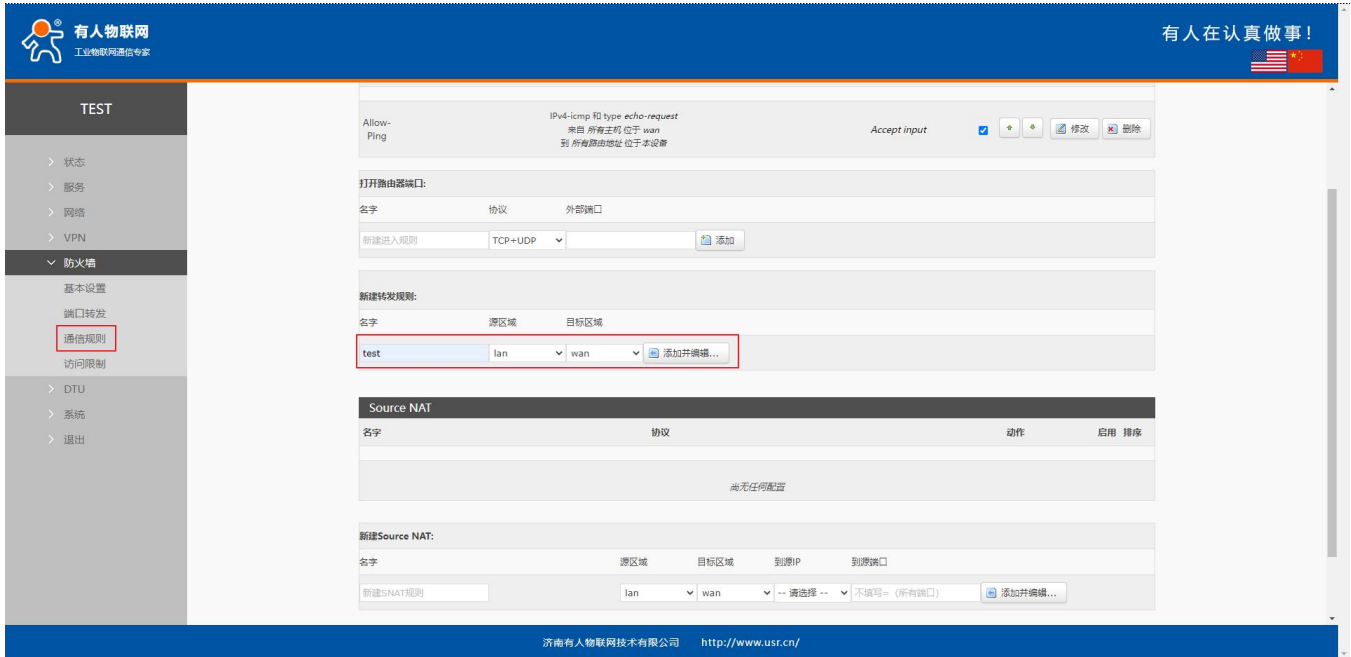 有人物联网
工业物联网通信专家
有人在认真做事!
TEST
状态
服务
网络
VPN
防火墙
基本设置
端口转发
通信规则
访问限制
DTU
系统
退出
Allow-
Ping
IPv4-icmp 和 type echo-request
来自 所有主机 位于 wan
到 所有路由地址 位于本设备
Accept input
修改 删除
打开路由器端口:
名字 协议 外部端口
新建进入规则 TCP+UDP 添加
新建转发规则:
名字 源区域 目标区域
test lan wan 添加并编辑...
Source NAT
名字 协议 动作 启用 排序
尚无任何配置
新建Source NAT:
名字 源区域 目标区域 到源IP 到源端口
新建SNAT规则 lan wan -- 请选择 -- 不填写=（所有端口） 添加并编辑...
济南有人物联网技术有限公司 http://www.usr.cn/